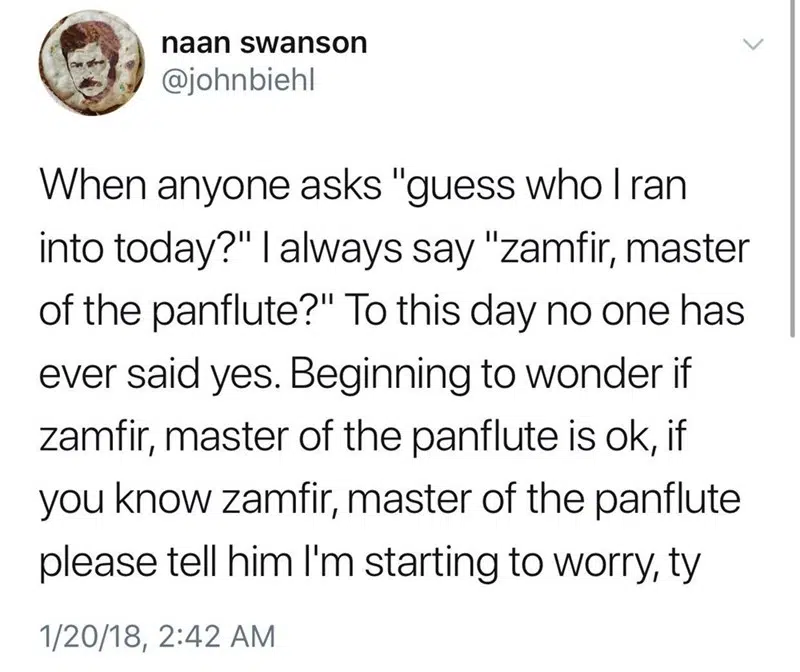 naan swanson
@johnbiehl
When anyone asks "guess who I ran
into today?" I always say "zamfir, master
of the panflute?" To this day no one has
ever said yes. Beginning to wonder if
zamfir, master of the panflute is ok, if
you know zamfir, master of the panflute
please tell him I'm starting to worry, ty
1/20/18, 2:42 AM